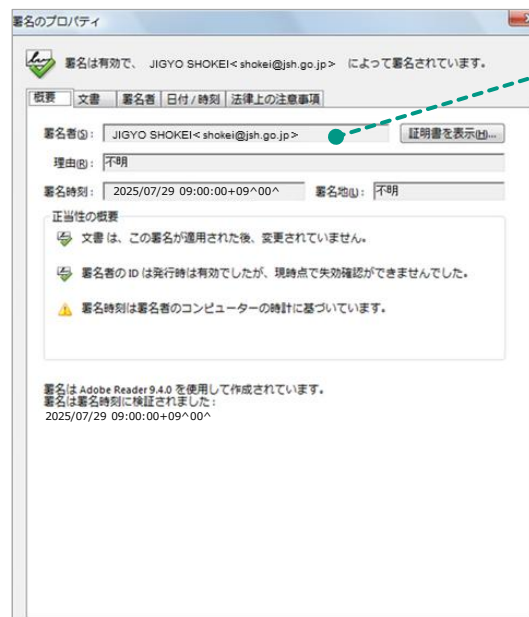 署名のプロパティ
署名は有効で、 JIGYO SHOKEI<shokei@jsh.go.jp> によって署名されています。
概要 文書 署名者 日付/時刻 法律上の注意事項
署名者(S): JIGYO SHOKEI<shokei@jsh.go.jp> 証明書を表示(H)...
理由(R): 不明
署名時刻: 2025/07/29 09:00:00+09^00^ 署名地(L): 不明
正当性の概要
文書 は、この署名が適用された後、変更されていません。
署名者の ID は発行時は有効でしたが、現時点で失効確認ができませんでした。
署名時刻は署名者のコンピューターの時計に基づいています。
署名は Adobe Reader 9.4.0 を使用して作成されています。
署名は署名時刻に検証されました:
2025/07/29 09:00:00+09^00^